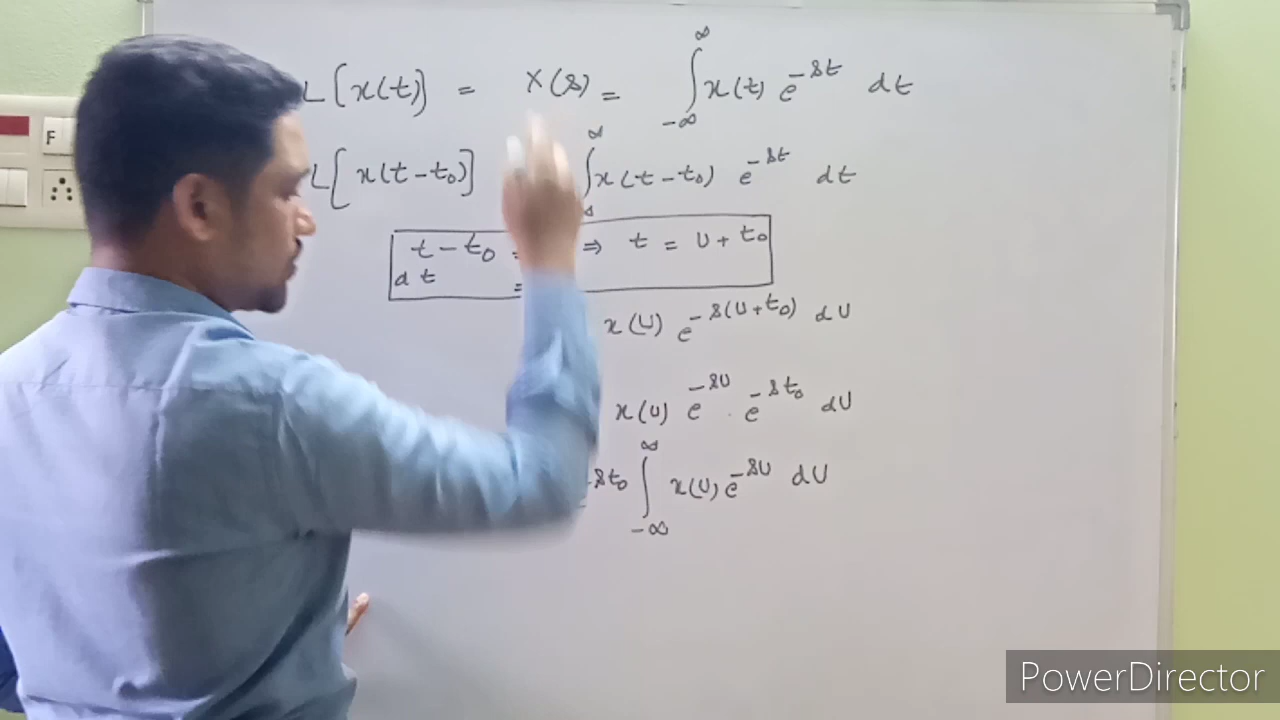 L[x(t)] = X(s) = ∫_{-∞}^{∞} x(t) e^{-st} dt
L[x(t-t₀)] ∫^{∞} x(t-t₀) e^{-st} dt
t-t₀ = ⇒ t = U+t₀
dt =
x(U) e^{-s(U+t₀)} dU
x(U) e^{-sU} . e^{-st₀} dU
-st₀ ∫_{-∞}^{∞} x(U) e^{-sU} dU
F
PowerDirector